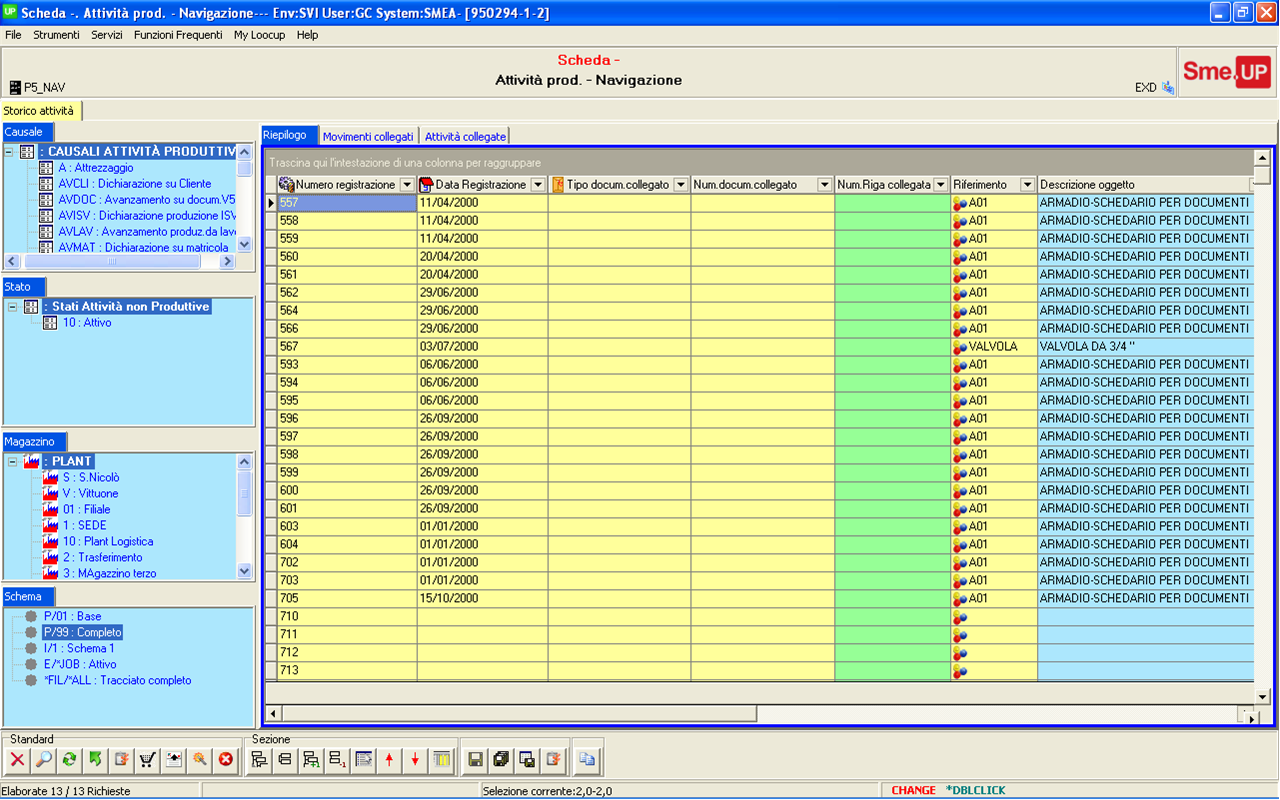 UP Scheda -. Attività prod. - Navigazione--- Env:SVI User:GC System:SMEA- [950294-1-2]
File Strumenti Servizi Funzioni Frequenti My Loocup Help
Scheda -
Attività prod. - Navigazione
P5_NAV
EXD
Sme.UP
Storico attività
Causale
: CAUSALI ATTIVITÀ PRODUTTIV
A : Attrezzaggio
AVCLI : Dichiarazione su Cliente
AVDOC : Avanzamento su docum.V5
AVISV : Dichiarazione produzione ISV
AVLAV : Avanzamento produz.da lav
AVMAT : Dichiarazione su matricola
Stato
: Stati Attività non Produttive
10 : Attivo
Magazzino
: PLANT
S : S.Nicolò
V : Vittuone
01 : Filiale
1 : SEDE
10 : Plant Logistica
2 : Trasferimento
3 : MAgazzino terzo
Schema
P/01 : Base
P/99 : Completo
I/1 : Schema 1
E/*JOB : Attivo
*FIL/*ALL : Tracciato completo
Riepilogo Movimenti collegati Attività collegate
Trascina qui l'intestazione di una colonna per raggruppare
Numero registrazione Data Registrazione Tipo docum.collegato Num.docum.collegato Num.Riga collegata Riferimento Descrizione oggetto
557 11/04/2000 A01 ARMADIO-SCHEDARIO PER DOCUMENTI
558 11/04/2000 A01 ARMADIO-SCHEDARIO PER DOCUMENTI
559 11/04/2000 A01 ARMADIO-SCHEDARIO PER DOCUMENTI
560 20/04/2000 A01 ARMADIO-SCHEDARIO PER DOCUMENTI
561 20/04/2000 A01 ARMADIO-SCHEDARIO PER DOCUMENTI
562 29/06/2000 A01 ARMADIO-SCHEDARIO PER DOCUMENTI
564 29/06/2000 A01 ARMADIO-SCHEDARIO PER DOCUMENTI
566 29/06/2000 A01 ARMADIO-SCHEDARIO PER DOCUMENTI
567 03/07/2000 VALVOLA VALVOLA DA 3/4 "
593 06/06/2000 A01 ARMADIO-SCHEDARIO PER DOCUMENTI
594 06/06/2000 A01 ARMADIO-SCHEDARIO PER DOCUMENTI
595 06/06/2000 A01 ARMADIO-SCHEDARIO PER DOCUMENTI
596 26/09/2000 A01 ARMADIO-SCHEDARIO PER DOCUMENTI
597 26/09/2000 A01 ARMADIO-SCHEDARIO PER DOCUMENTI
598 26/09/2000 A01 ARMADIO-SCHEDARIO PER DOCUMENTI
599 26/09/2000 A01 ARMADIO-SCHEDARIO PER DOCUMENTI
600 26/09/2000 A01 ARMADIO-SCHEDARIO PER DOCUMENTI
601 26/09/2000 A01 ARMADIO-SCHEDARIO PER DOCUMENTI
603 01/01/2000 A01 ARMADIO-SCHEDARIO PER DOCUMENTI
604 01/01/2000 A01 ARMADIO-SCHEDARIO PER DOCUMENTI
702 01/01/2000 A01 ARMADIO-SCHEDARIO PER DOCUMENTI
703 01/01/2000 A01 ARMADIO-SCHEDARIO PER DOCUMENTI
705 15/10/2000 A01 ARMADIO-SCHEDARIO PER DOCUMENTI
710
711
712
713
Standard Sezione
Elaborate 13 / 13 Richieste Selezione corrente:2,0-2,0 CHANGE *DBLCLICK